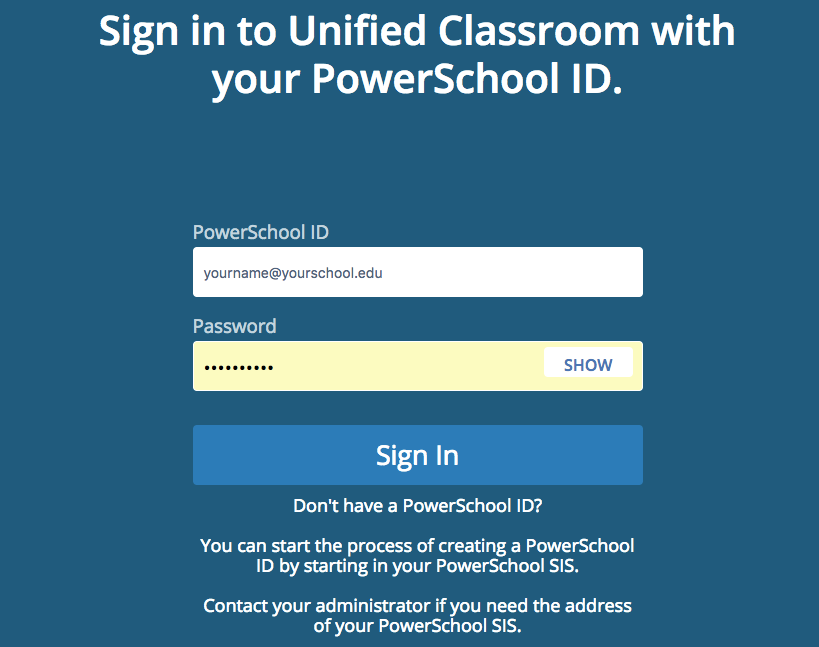 Sign in to Unified Classroom with
your PowerSchool ID.
PowerSchool ID
yourname@yourschool.edu
Password
••••••••••
SHOW
Sign In
Don't have a PowerSchool ID?
You can start the process of creating a PowerSchool
ID by starting in your PowerSchool SIS.
Contact your administrator if you need the address
of your PowerSchool SIS.